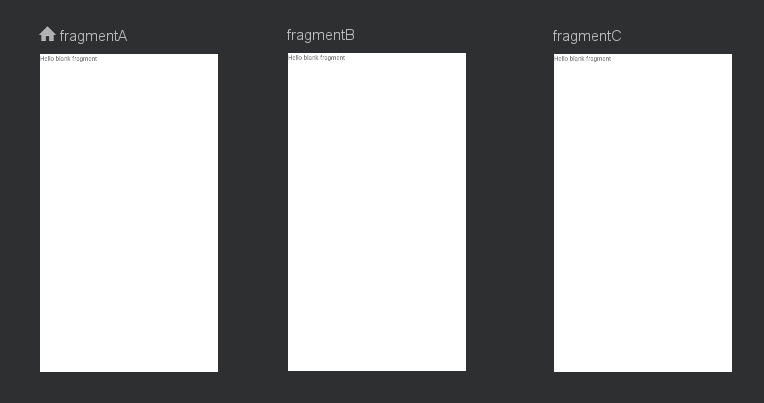 fragmentA
Hello blank fragment
fragmentB
Hello blank fragment
fragmentC
Hello blank fragment